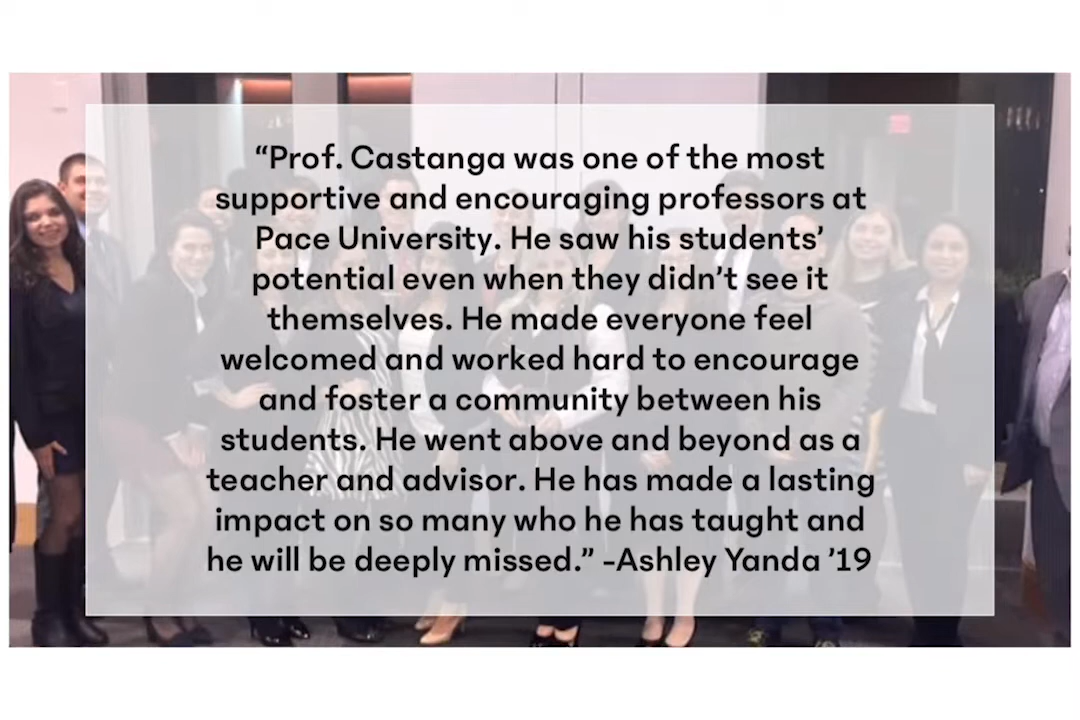 “Prof. Castanga was one of the most
supportive and encouraging professors at
Pace University. He saw his students’
potential even when they didn’t see it
themselves. He made everyone feel
welcomed and worked hard to encourage
and foster a community between his
students. He went above and beyond as a
teacher and advisor. He has made a lasting
impact on so many who he has taught and
he will be deeply missed.” -Ashley Yanda ’19